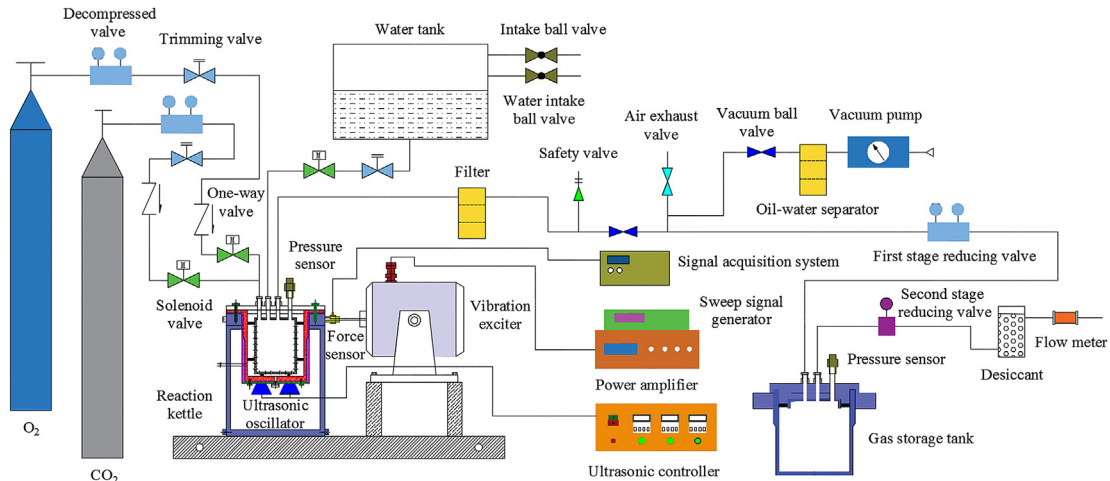 Decompressed
valve
Trimming valve
Water tank
Intake ball valve
Water intake
ball valve
Air exhaust
valve
Vacuum ball
valve
Vacuum pump
Safety valve
Filter
One-way
valve
Oil-water separator
Pressure
sensor
Signal acquisition system
First stage reducing valve
Solenoid
valve
Vibration
exciter
Sweep signal
generator
Second stage
reducing valve
Force
sensor
Flow meter
Pressure sensor
Desiccant
Power amplifier
Reaction
kettle
Ultrasonic
oscillator
O2
Gas storage tank
CO2
Ultrasonic controller